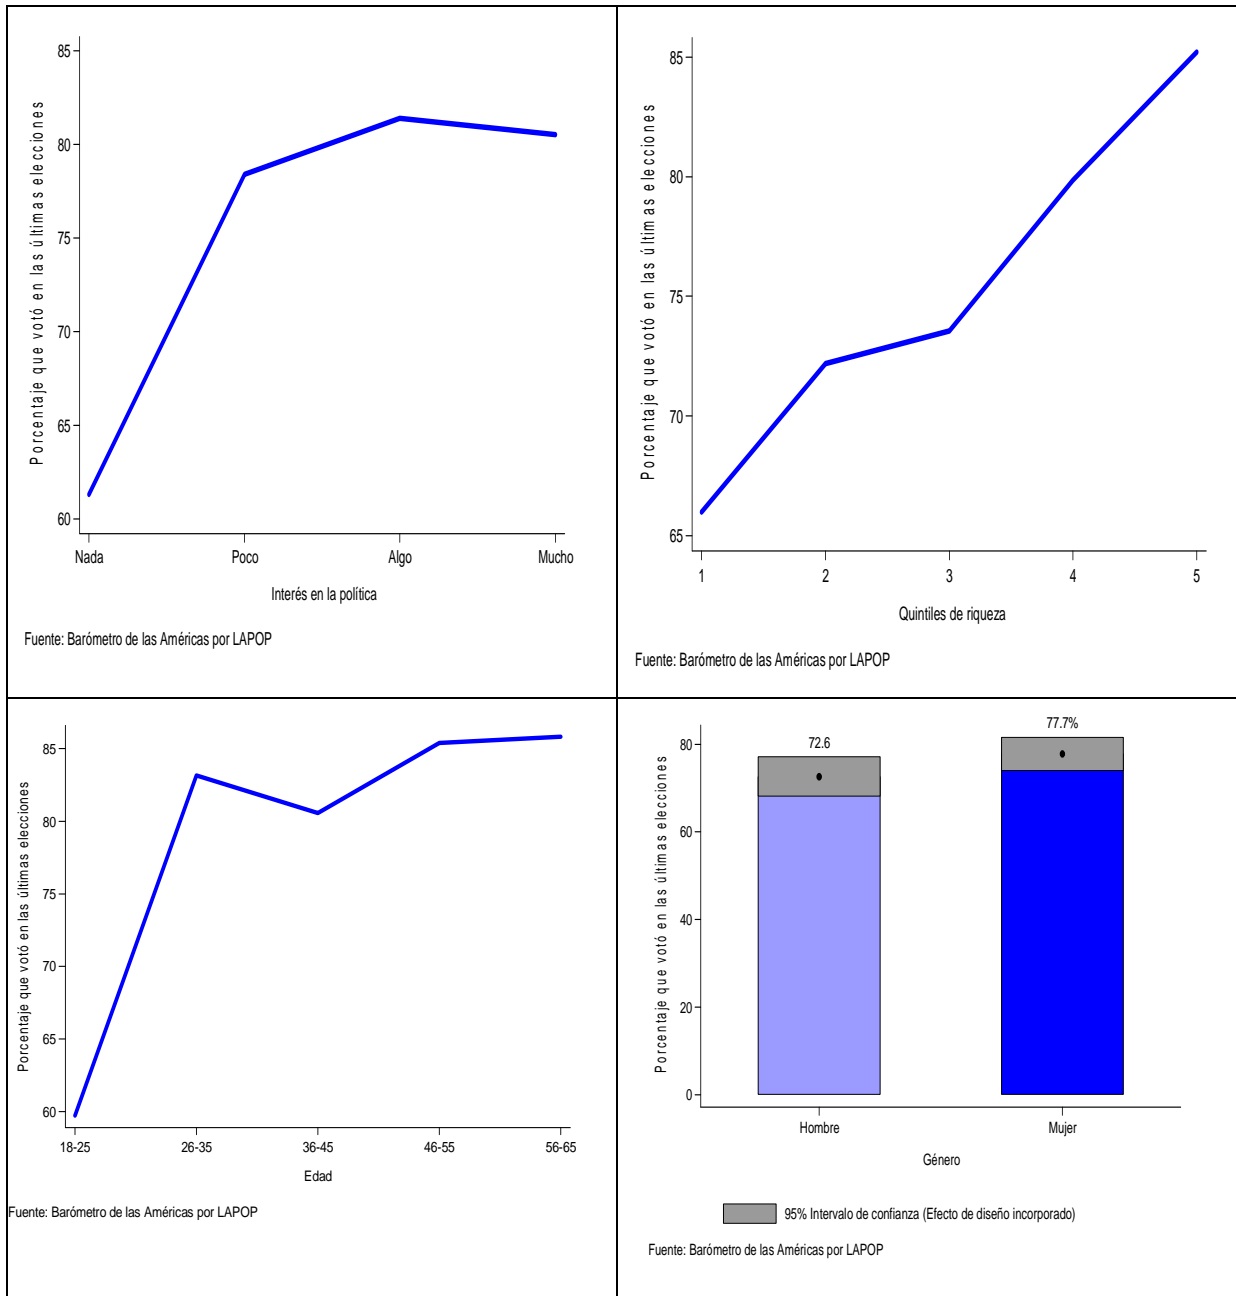 Porcentaje que votó en las últimas elecciones
85
80
75
70
65
60
Nada Poco Algo Mucho
Interés en la política
Fuente: Barómetro de las Américas por LAPOP
Porcentaje que votó en las últimas elecciones
85
80
75
70
65
1 2 3 4 5
Quintiles de riqueza
Fuente: Barómetro de las Américas por LAPOP
Porcentaje que votó en las últimas elecciones
85
80
75
70
65
60
18-25 26-35 36-45 46-55 56-65
Edad
Fuente: Barómetro de las Américas por LAPOP
Porcentaje que votó en las últimas elecciones
80
60
40
20
0
72.6
77.7%
Hombre Mujer
Género
95% Intervalo de confianza (Efecto de diseño incorporado)
Fuente: Barómetro de las Américas por LAPOP